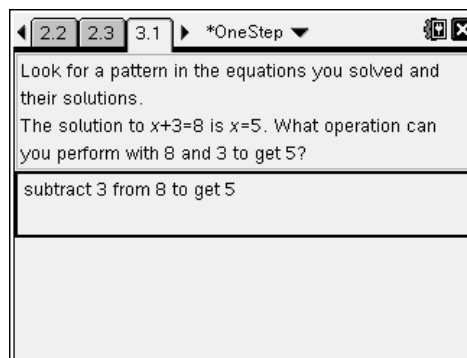 2.2 2.3 3.1 *OneStep
Look for a pattern in the equations you solved and
their solutions.
The solution to x+3=8 is x=5. What operation can
you perform with 8 and 3 to get 5?
subtract 3 from 8 to get 5